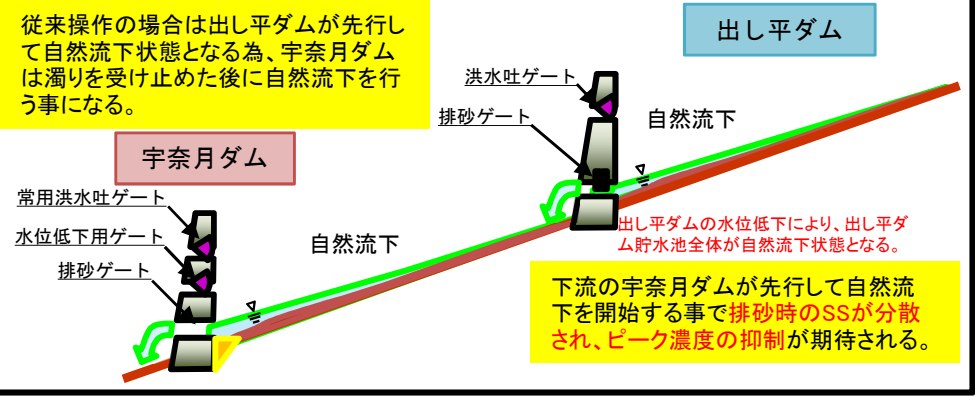 従来操作の場合は出し平ダムが先行し
て自然流下状態となる為、宇奈月ダム
は濁りを受け止めた後に自然流下を行
う事になる。
出し平ダム
洪水吐ゲート
排砂ゲート
自然流下
宇奈月ダム
常用洪水吐ゲート
水位低下用ゲート
排砂ゲート
自然流下
出し平ダムの水位低下により、出し平ダ
ム貯水池全体が自然流下状態となる。
下流の宇奈月ダムが先行して自然流
下を開始する事で排砂時のSSが分散
され、ピーク濃度の抑制が期待される。